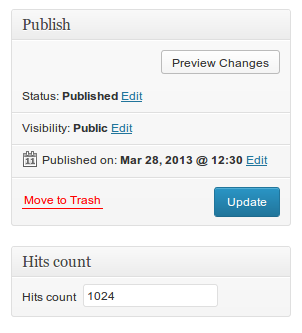 Publish
Preview Changes
Status: Published Edit
Visibility: Public Edit
11 Published on: Mar 28, 2013 @ 12:30 Edit
Move to Trash Update
Hits count
Hits count 1024